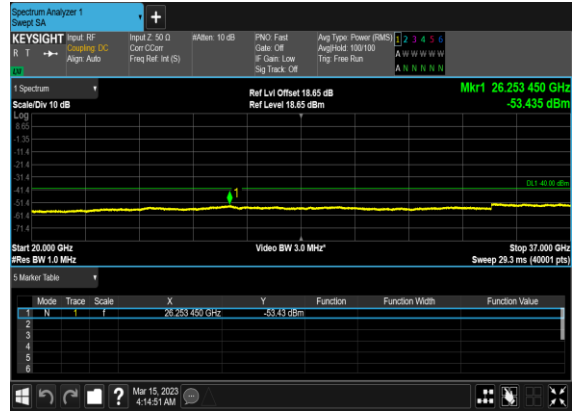 Spectrum Analyzer 1
Swept SA
+
KEYSIGHT Input: RF Input Z: 50 Ω #Atten: 10 dB PNO: Fast Avg Type: Power (RMS) 1 2 3 4 5 6
R T Coupling: DC Corr CCorr Gate: Off Avg|Hold: 100/100 A W W W W W
Align: Auto Freq Ref: Int (S) IF Gain: Low Trig: Free Run
Sig Track: Off A N N N N N
1 Spectrum Ref Lvl Offset 18.65 dB Mkr1 26.253 450 GHz
Scale/Div 10 dB Ref Level 18.65 dBm -53.435 dBm
Log
8.65
-1.35
-11.4
-21.4
-31.4
DL1 -40.00 dBm
-41.4
1
-51.4
-61.4
-71.4
Start 20.000 GHz Video BW 3.0 MHz* Stop 37.000 GHz
#Res BW 1.0 MHz Sweep 29.3 ms (40001 pts)
5 Marker Table
Mode Trace Scale X Y Function Function Width Function Value
1 N 1 f 26.253 450 GHz -53.43 dBm
2
3
4
5
6
? Mar 15, 2023
4:14:51 AM